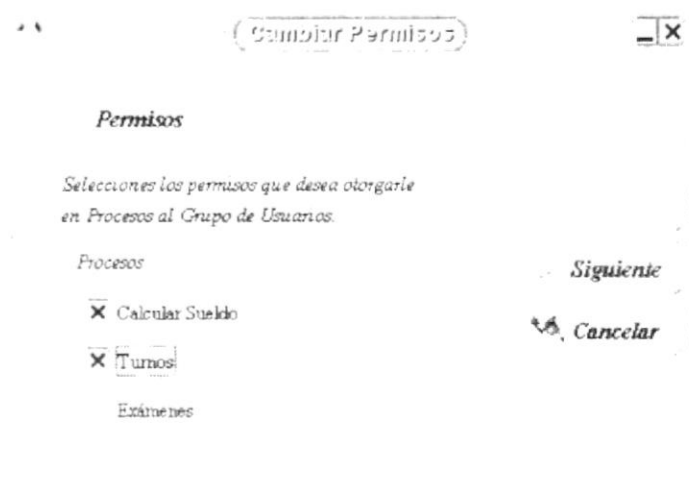 Cambiar Permisos
Permisos
Selecciones los permisos que desea otorgarle
en Procesos al Grupo de Usuarios.
Procesos
Siguiente
Calcular Sueldo
Cancelar
Turnos
Exámenes